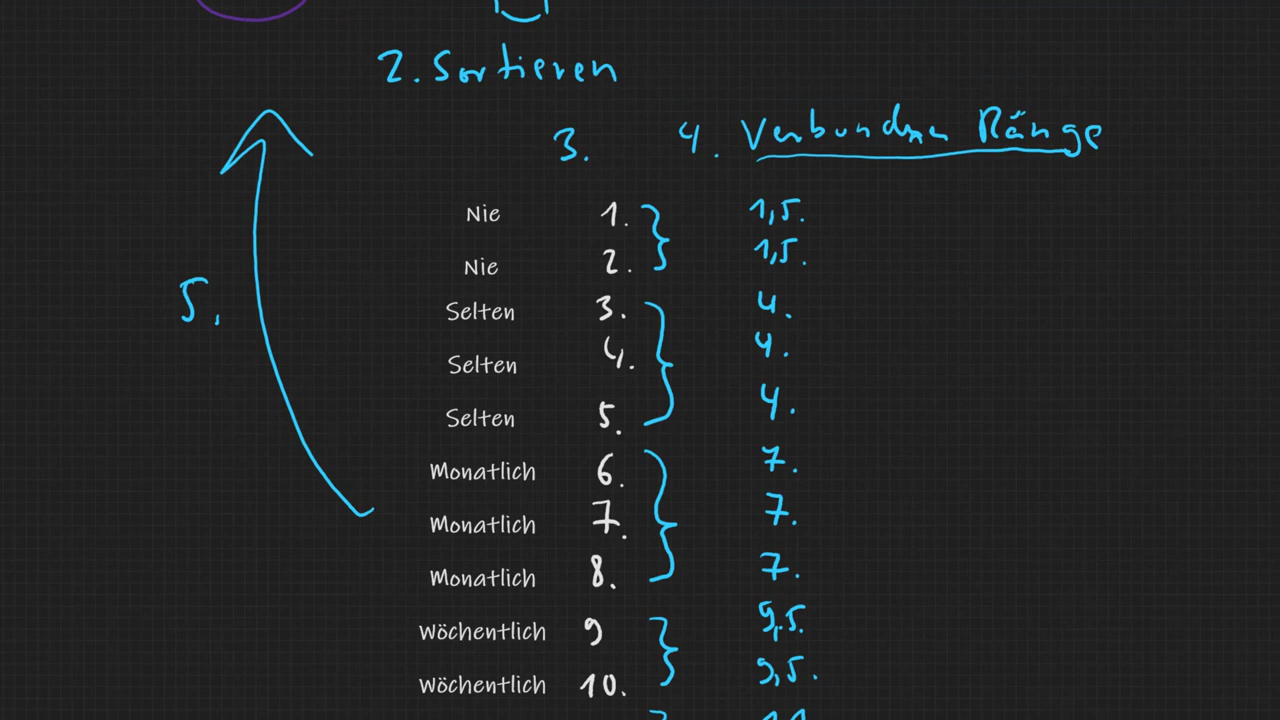 2. Sortieren
3. 4. Verbunden Ränge
Nie 1. 1,5.
Nie 2. 1,5.
5.
Selten 3. 4.
Selten 4. 4.
Selten 5. 4.
Monatlich 6. 7.
Monatlich 7. 7.
Monatlich 8. 7.
Wöchentlich 9 9,5.
Wöchentlich 10. 9,5.